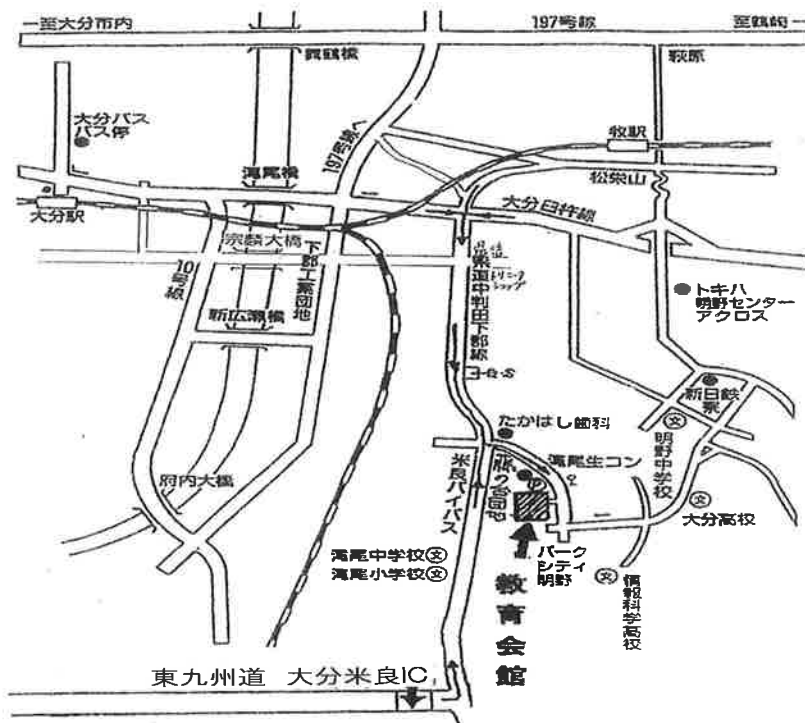 至大分市内
197号線
至鶴崎
舞鶴橋
萩原
大分バス
バス停
197号線へ
牧駅
滝尾橋
松栄山
大分臼杵線
大分駅
宗麟大橋
下郡工業団地
10号線
県道中判田下郡線
トキハ
明野センター
アクロス
新広瀬橋
新日鉄
寮
たかはし歯科
文
明野中学校
滝尾生コン
米良バイパス
府内大橋
文
大分高校
滝尾中学校文
滝尾小学校文
パーク
シティ
明野
文
情報科学高校
教育会館
東九州道 大分米良IC